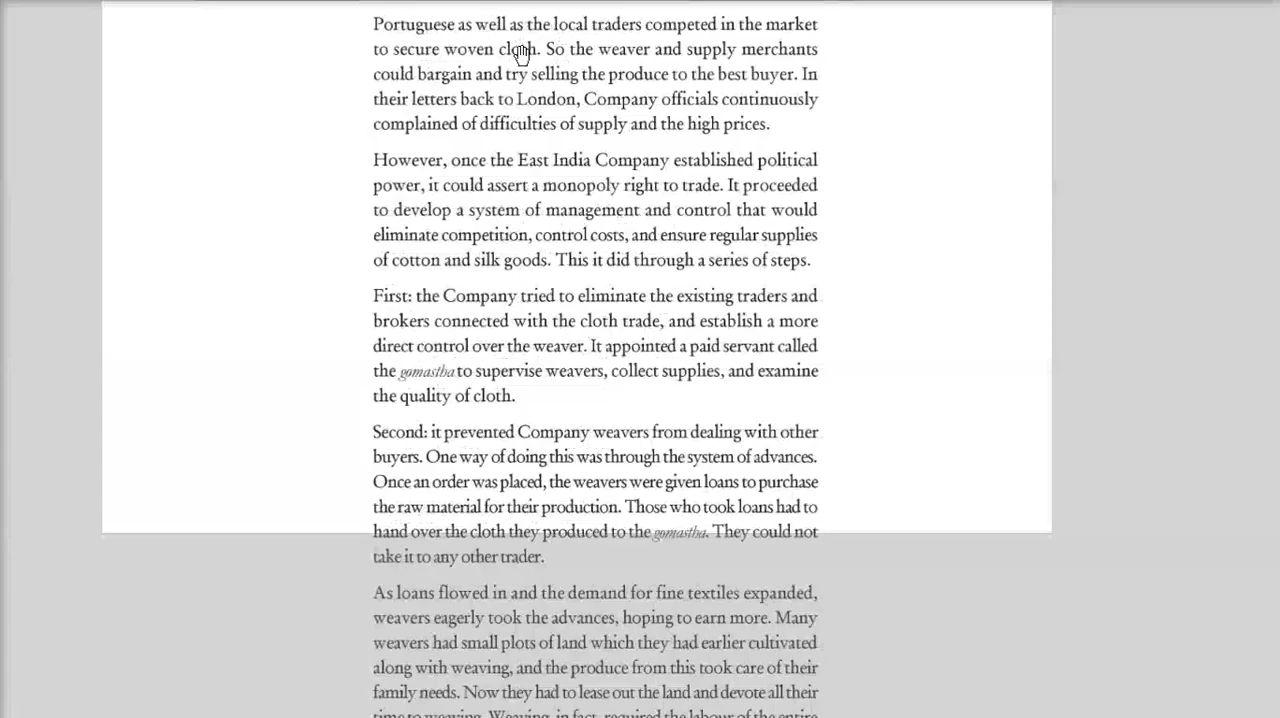 Portuguese as well as the local traders competed in the market
to secure woven cloth. So the weaver and supply merchants
could bargain and try selling the produce to the best buyer. In
their letters back to London, Company officials continuously
complained of difficulties of supply and the high prices.
However, once the East India Company established political
power, it could assert a monopoly right to trade. It proceeded
to develop a system of management and control that would
eliminate competition, control costs, and ensure regular supplies
of cotton and silk goods. This it did through a series of steps.
First: the Company tried to eliminate the existing traders and
brokers connected with the cloth trade, and establish a more
direct control over the weaver. It appointed a paid servant called
the gomastha to supervise weavers, collect supplies, and examine
the quality of cloth.
Second: it prevented Company weavers from dealing with other
buyers. One way of doing this was through the system of advances.
Once an order was placed, the weavers were given loans to purchase
the raw material for their production. Those who took loans had to
hand over the cloth they produced to the gomastha. They could not
take it to any other trader.
As loans flowed in and the demand for fine textiles expanded,
weavers eagerly took the advances, hoping to earn more. Many
weavers had small plots of land which they had earlier cultivated
along with weaving, and the produce from this took care of their
family needs. Now they had to lease out the land and devote all their
time to weaving. Weaving, in fact, required the labour of the entire